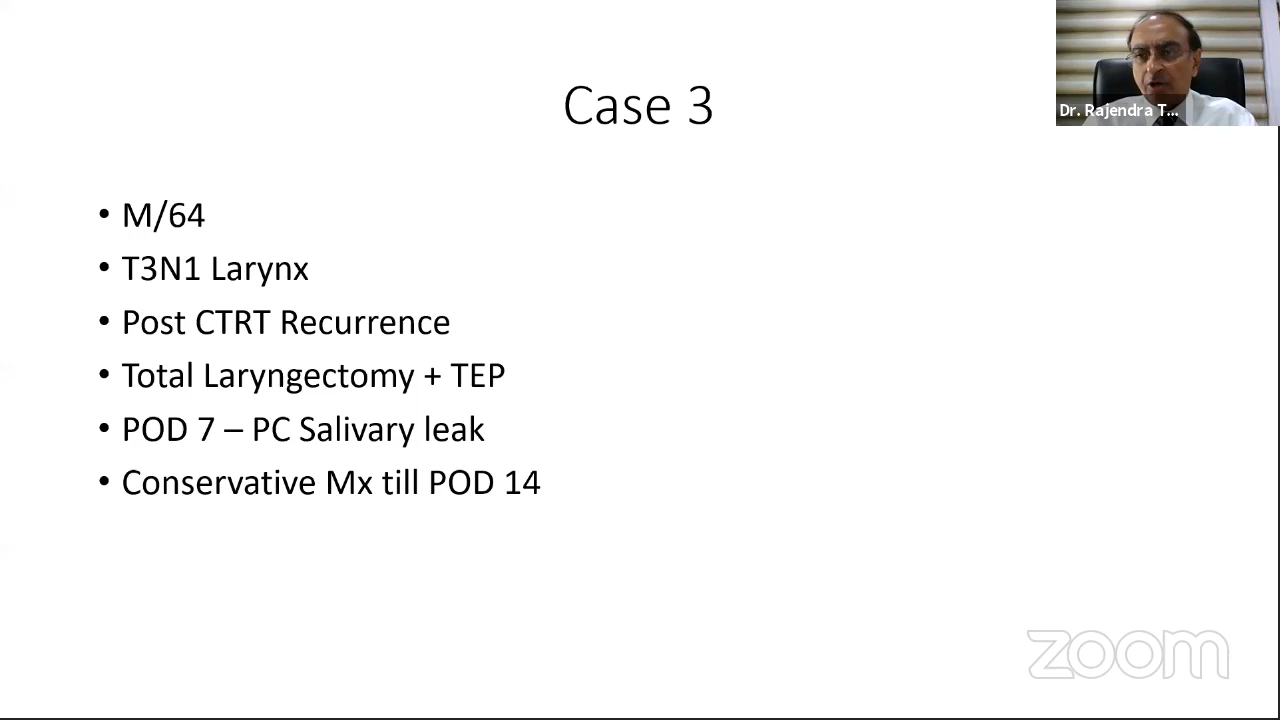 Case 3
Dr. Rajendra T...
• M/64
• T3N1 Larynx
• Post CTRT Recurrence
• Total Laryngectomy + TEP
• POD 7 – PC Salivary leak
• Conservative Mx till POD 14
zoom